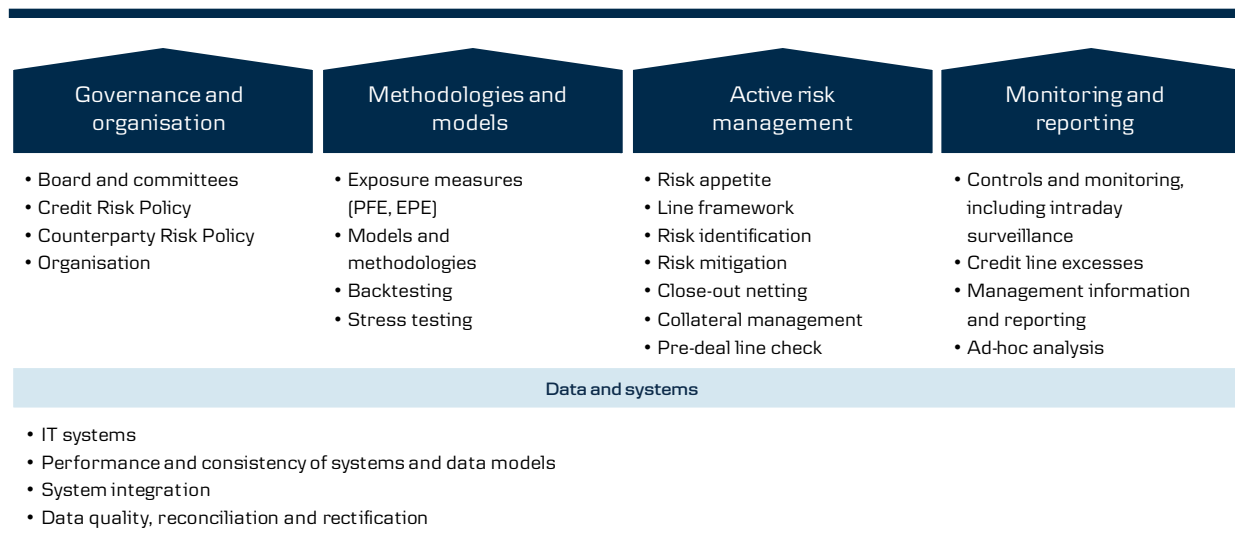 Governance and
organisation
• Board and committees
• Credit Risk Policy
• Counterparty Risk Policy
• Organisation
Methodologies and
models
• Exposure measures
(PFE, EPE)
• Models and
methodologies
• Backtesting
• Stress testing
Active risk
management
• Risk appetite
• Line framework
• Risk identification
• Risk mitigation
• Close-out netting
• Collateral management
• Pre-deal line check
Monitoring and
reporting
• Controls and monitoring,
including intraday
surveillance
• Credit line excesses
• Management information
and reporting
• Ad-hoc analysis
Data and systems
• IT systems
• Performance and consistency of systems and data models
• System integration
• Data quality, reconciliation and rectification